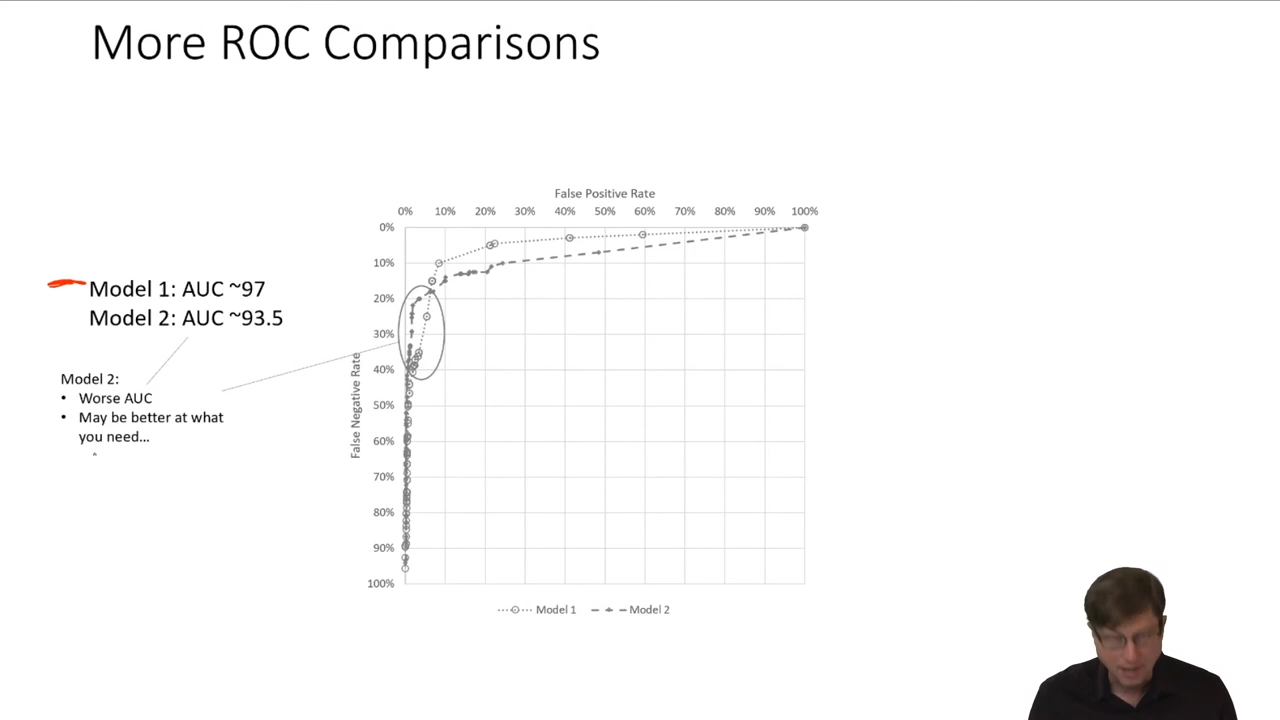 More ROC Comparisons
Model 1: AUC ~97
Model 2: AUC ~93.5
Model 2:
• Worse AUC
• May be better at what
you need...
False Positive Rate
0% 10% 20% 30% 40% 50% 60% 70% 80% 90% 100%
False Negative Rate
0%
10%
20%
30%
40%
50%
60%
70%
80%
90%
100%
Model 1 Model 2